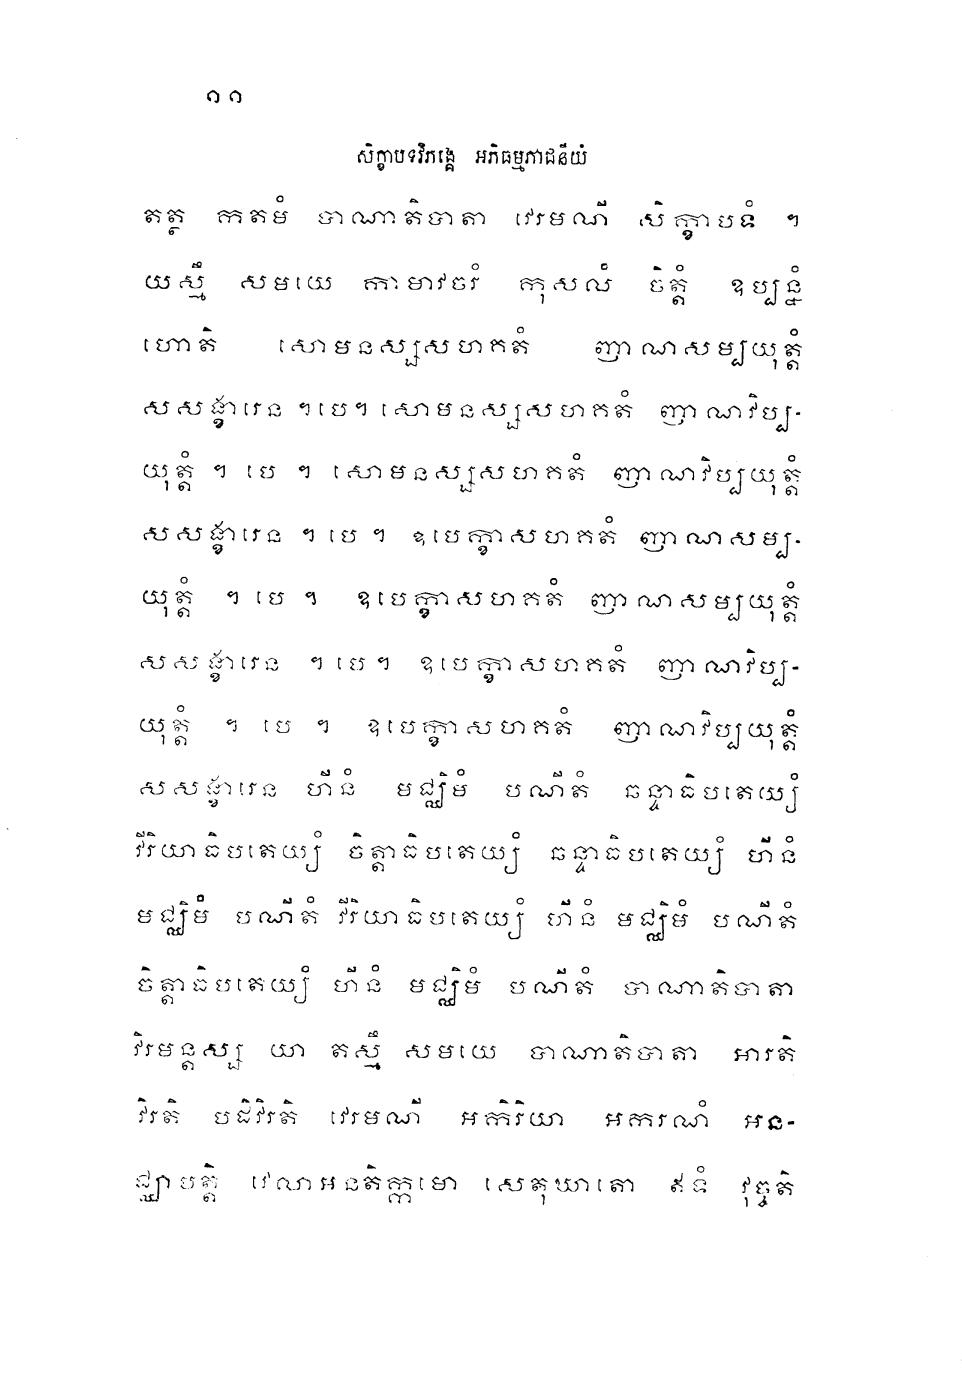 ១១
សិក្ខាបទវិភង្គេ អភិធម្មភាជនីយំ
តត្ថ កតមំ បាណាតិបាតា វេរមណី សិក្ខាបទំ ។
យស្មឹ សមយេ កាមាវចរំ កុសលំ ចិត្តំ ឧប្បន្នំ
ហោតិ សោមនស្សសហគតំ ញាណសម្បយុត្តំ
សសង្ខារេន ។បេ។ សោមនស្សសហគតំ ញាណវិប្ប-
យុត្តំ ។ បេ ។ សោមនស្សសហគតំ ញាណវិប្បយុត្តំ
សសង្ខារេន ។ បេ ។ ឧបេក្ខាសហគតំ ញាណសម្ប-
យុត្តំ ។ បេ ។ ឧបេក្ខាសហគតំ ញាណសម្បយុត្តំ
សសង្ខារេន ។ បេ។ ឧបេក្ខាសហគតំ ញាណវិប្ប-
យុត្តំ ។ បេ ។ ឧបេក្ខាសហគតំ ញាណវិប្បយុត្តំ
សសង្ខារេន ហីនំ មជ្ឈិមំ បណីតំ ឆន្ទាធិបតេយ្យំ
វីរិយាធិបតេយ្យំ ចិត្តាធិបតេយ្យំ ឆន្ទាធិបតេយ្យំ ហីនំ
មជ្ឈិមំ បណីតំ វីរិយាធិបតេយ្យំ ហីនំ មជ្ឈិមំ បណីតំ
ចិត្តាធិបតេយ្យំ ហីនំ មជ្ឈិមំ បណីតំ បាណាតិបាតា
វិរមន្តស្ស យា តស្មឹ សមយេ បាណាតិបាតា អារតិ
វិរតិ បដិវិរតិ វេរមណី អកិរិយា អករណំ អន-
ជ្ឈាបត្តិ វេលាអនតិក្កមោ សេតុឃាតោ ឥទំ វុច្ចតិ